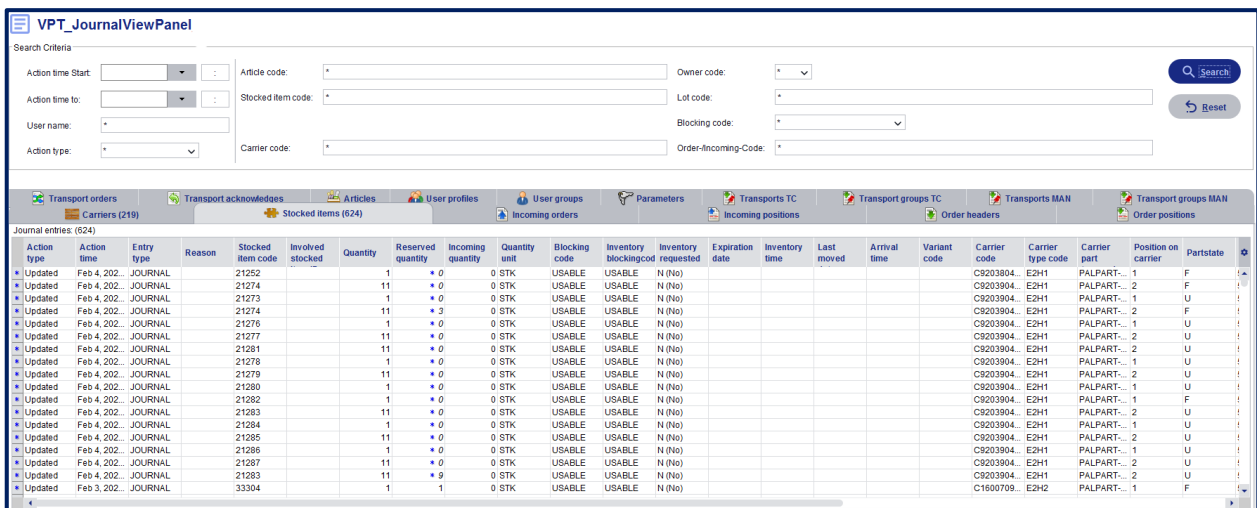 VPT_JournalViewPanel
Search Criteria
Action time Start: : Article code: * Owner code: * Search
Action time to: : Stocked item code: * Lot code: * Reset
User name: * Blocking code: *
Action type: * Carrier code: * Order-/Incoming-Code: *
Transport orders Transport acknowledges Articles User profiles User groups Parameters Transports TC Transport groups TC Transports MAN Transport groups MAN
Carriers (219) Stocked items (624) Incoming orders Incoming positions Order headers Order positions
Journal entries: (624)
Action Action Entry Reason Stocked Involved Quantity Reserved Incoming Quantity Blocking Inventory Inventory Expiration Inventory Last Arrival Variant Carrier Carrier Carrier Position on Partstate
type time type item code stocked quantity quantity unit code blockingcod requested date time moved time code code type code part carrier
* Updated Feb 4, 202... JOURNAL 21252 1 * 0 0 STK USABLE USABLE N (No) C9203804... E2H1 PALPART-... 1 F
* Updated Feb 4, 202... JOURNAL 21274 11 * 0 0 STK USABLE USABLE N (No) C9203904... E2H1 PALPART-... 2 F
* Updated Feb 4, 202... JOURNAL 21273 1 * 0 0 STK USABLE USABLE N (No) C9203904... E2H1 PALPART-... 1 U
* Updated Feb 4, 202... JOURNAL 21274 11 * 3 0 STK USABLE USABLE N (No) C9203904... E2H1 PALPART-... 2 F
* Updated Feb 4, 202... JOURNAL 21276 1 * 0 0 STK USABLE USABLE N (No) C9203904... E2H1 PALPART-... 1 U
* Updated Feb 4, 202... JOURNAL 21277 11 * 0 0 STK USABLE USABLE N (No) C9203904... E2H1 PALPART-... 2 U
* Updated Feb 4, 202... JOURNAL 21281 11 * 0 0 STK USABLE USABLE N (No) C9203904... E2H1 PALPART-... 2 U
* Updated Feb 4, 202... JOURNAL 21278 1 * 0 0 STK USABLE USABLE N (No) C9203904... E2H1 PALPART-... 1 U
* Updated Feb 4, 202... JOURNAL 21279 11 * 0 0 STK USABLE USABLE N (No) C9203904... E2H1 PALPART-... 2 U
* Updated Feb 4, 202... JOURNAL 21280 1 * 0 0 STK USABLE USABLE N (No) C9203904... E2H1 PALPART-... 1 U
* Updated Feb 4, 202... JOURNAL 21282 1 * 0 0 STK USABLE USABLE N (No) C9203904... E2H1 PALPART-... 1 F
* Updated Feb 4, 202... JOURNAL 21283 11 * 0 0 STK USABLE USABLE N (No) C9203904... E2H1 PALPART-... 2 U
* Updated Feb 4, 202... JOURNAL 21284 1 * 0 0 STK USABLE USABLE N (No) C9203904... E2H1 PALPART-... 1 U
* Updated Feb 4, 202... JOURNAL 21285 11 * 0 0 STK USABLE USABLE N (No) C9203904... E2H1 PALPART-... 2 U
* Updated Feb 4, 202... JOURNAL 21286 1 * 0 0 STK USABLE USABLE N (No) C9203904... E2H1 PALPART-... 1 U
* Updated Feb 4, 202... JOURNAL 21287 11 * 0 0 STK USABLE USABLE N (No) C9203904... E2H1 PALPART-... 2 U
* Updated Feb 4, 202... JOURNAL 21283 11 * 9 0 STK USABLE USABLE N (No) C9203904... E2H1 PALPART-... 2 U
* Updated Feb 3, 202... JOURNAL 33304 1 1 0 STK USABLE USABLE N (No) C1600709... E2H2 PALPART-... 1 F